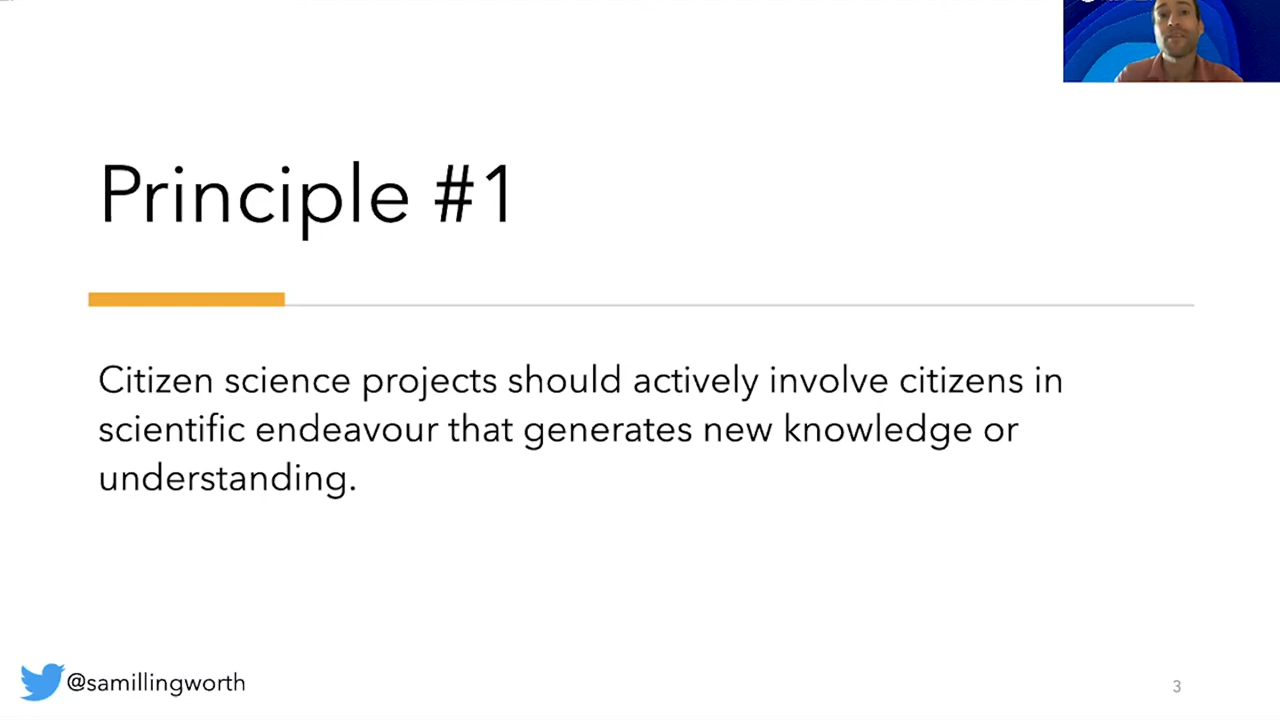 Principle #1
Citizen science projects should actively involve citizens in
scientific endeavour that generates new knowledge or
understanding.
@samillingworth
3